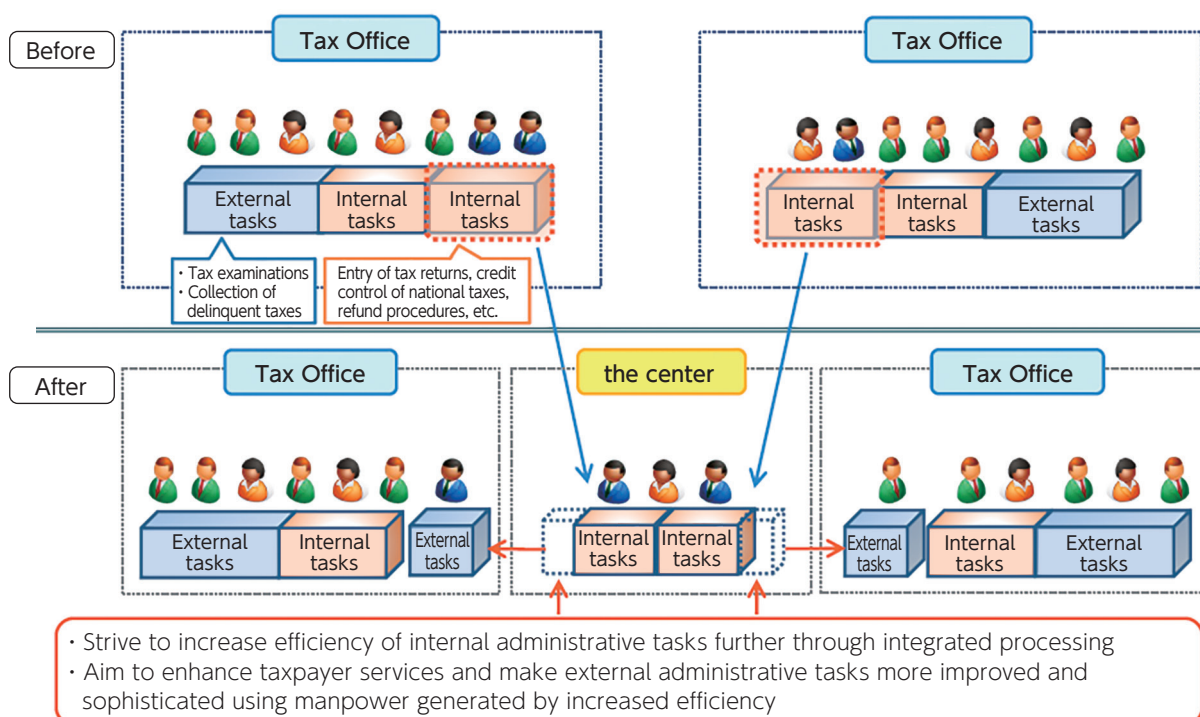 Before
Tax Office
Tax Office
External
tasks
Internal
tasks
Internal
tasks
Internal
tasks
Internal
tasks
External
tasks
・Tax examinations
・Collection of
delinquent taxes
Entry of tax returns, credit
control of national taxes,
refund procedures, etc.
After
Tax Office
the center
Tax Office
External
tasks
Internal
tasks
External
tasks
Internal
tasks
Internal
tasks
External
tasks
Internal
tasks
External
tasks
・Strive to increase efficiency of internal administrative tasks further through integrated processing
・Aim to enhance taxpayer services and make external administrative tasks more improved and
sophisticated using manpower generated by increased efficiency